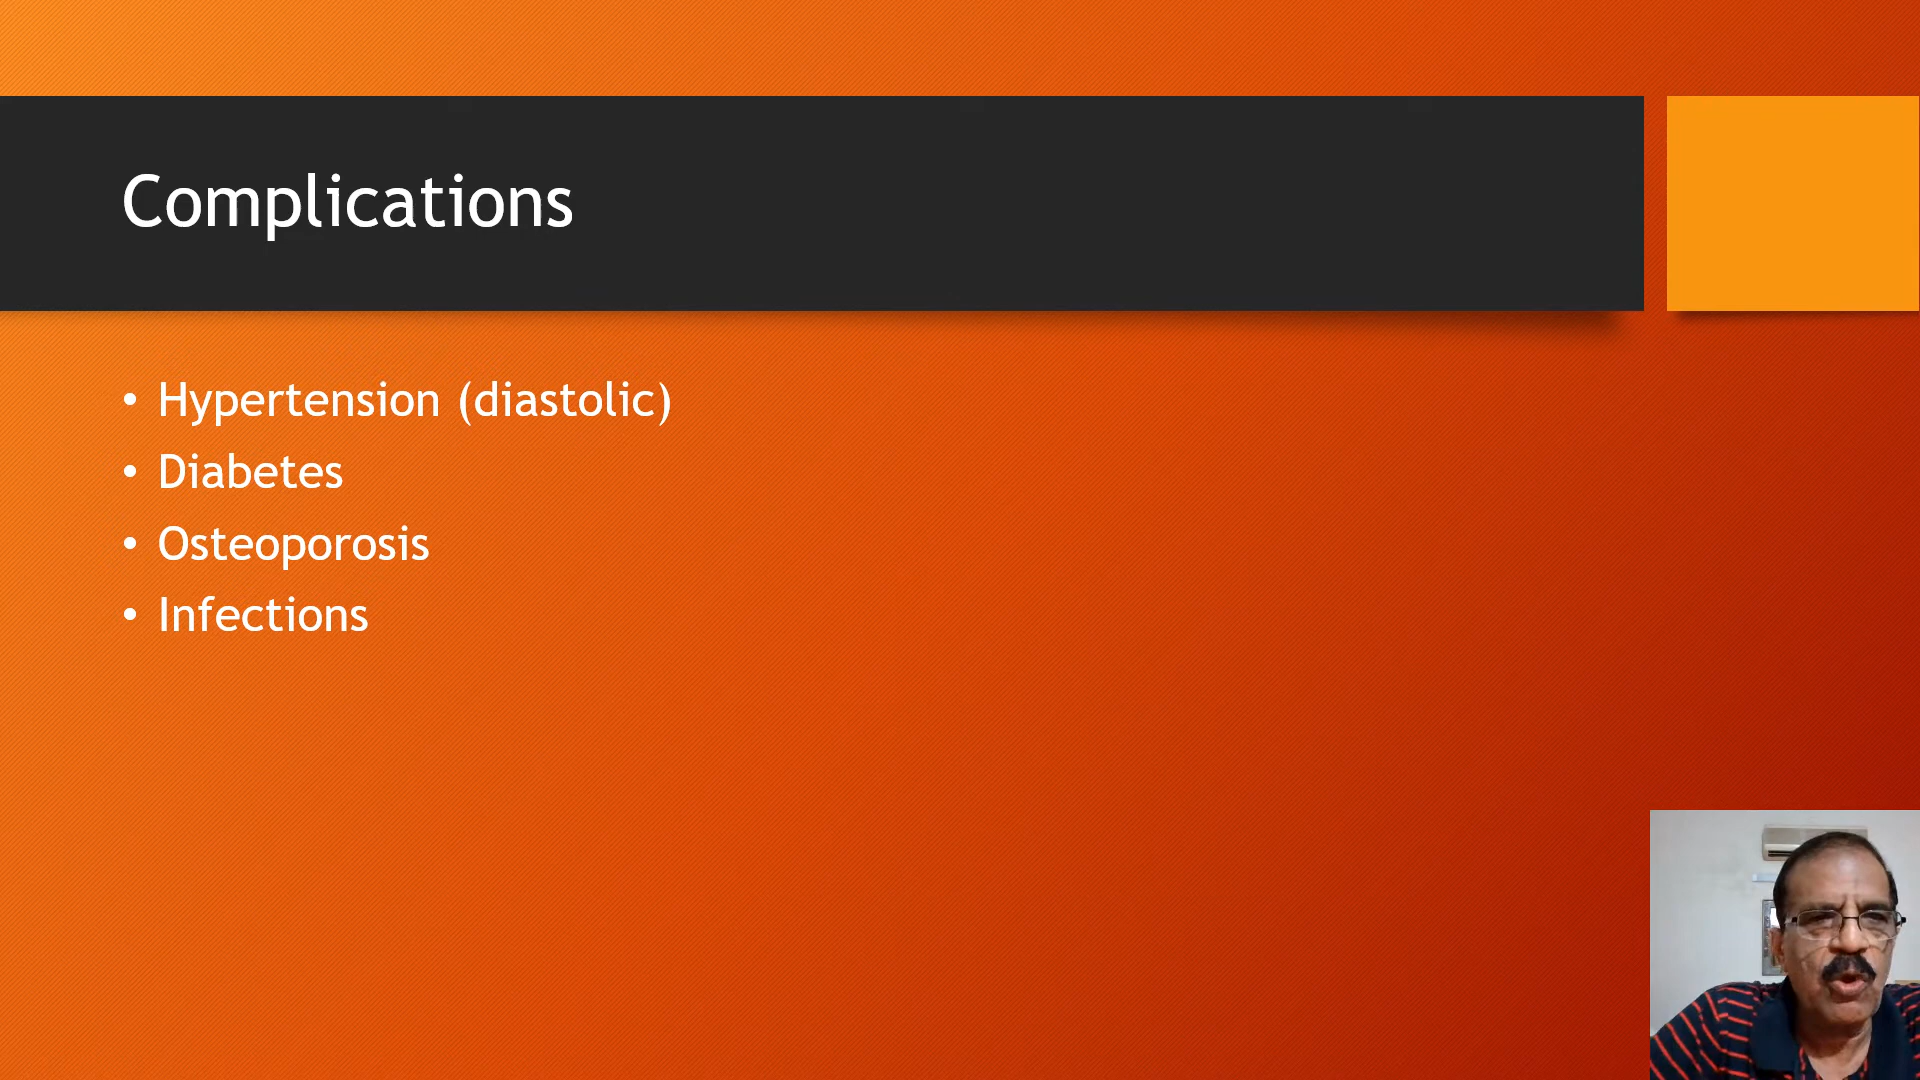 Complications
• Hypertension (diastolic)
• Diabetes
• Osteoporosis
• Infections